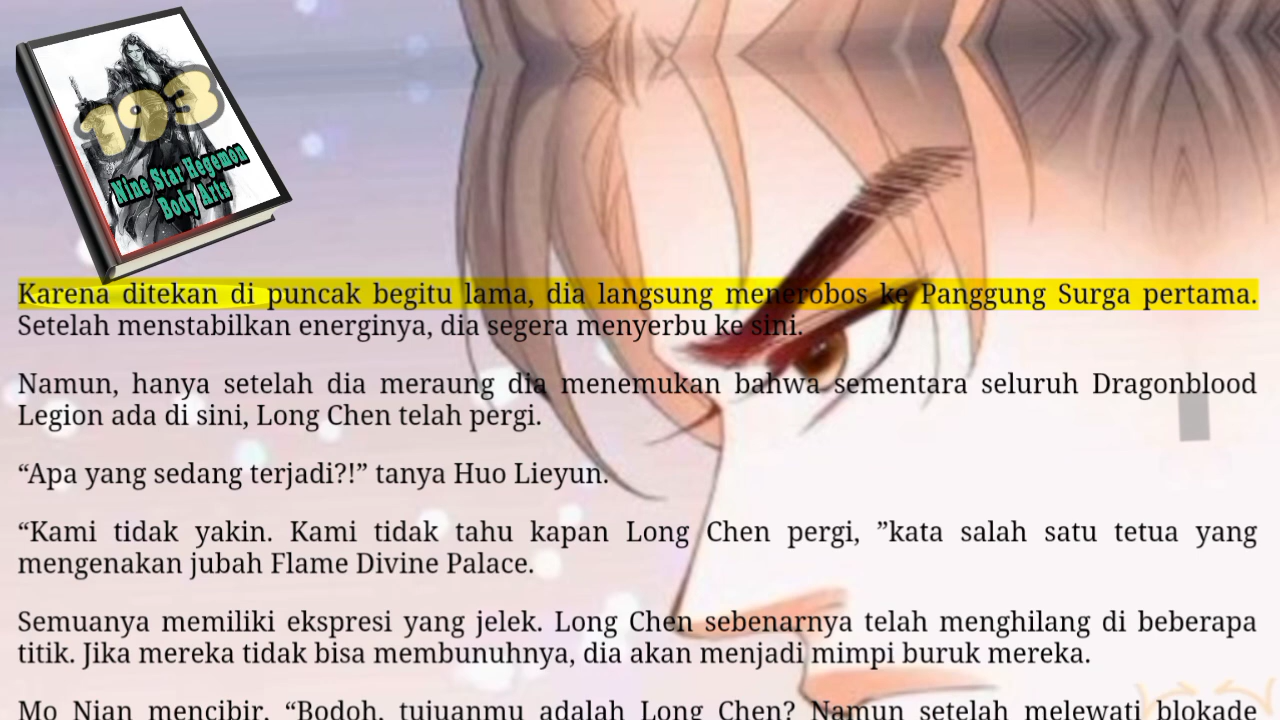 193
Nine Star Hegemon
Body Arts
Karena ditekan di puncak begitu lama, dia langsung menerobos ke Panggung Surga pertama.
Setelah menstabilkan energinya, dia segera menyerbu ke sini.
Namun, hanya setelah dia meraung dia menemukan bahwa sementara seluruh Dragonblood
Legion ada di sini, Long Chen telah pergi.
“Apa yang sedang terjadi?!” tanya Huo Lieyun.
“Kami tidak yakin. Kami tidak tahu kapan Long Chen pergi, ”kata salah satu tetua yang
mengenakan jubah Flame Divine Palace.
Semuanya memiliki ekspresi yang jelek. Long Chen sebenarnya telah menghilang di beberapa
titik. Jika mereka tidak bisa membunuhnya, dia akan menjadi mimpi buruk mereka.
Mo Nian mencibir, “Bodoh, tujuanmu adalah Long Chen? Namun setelah melewati blokade